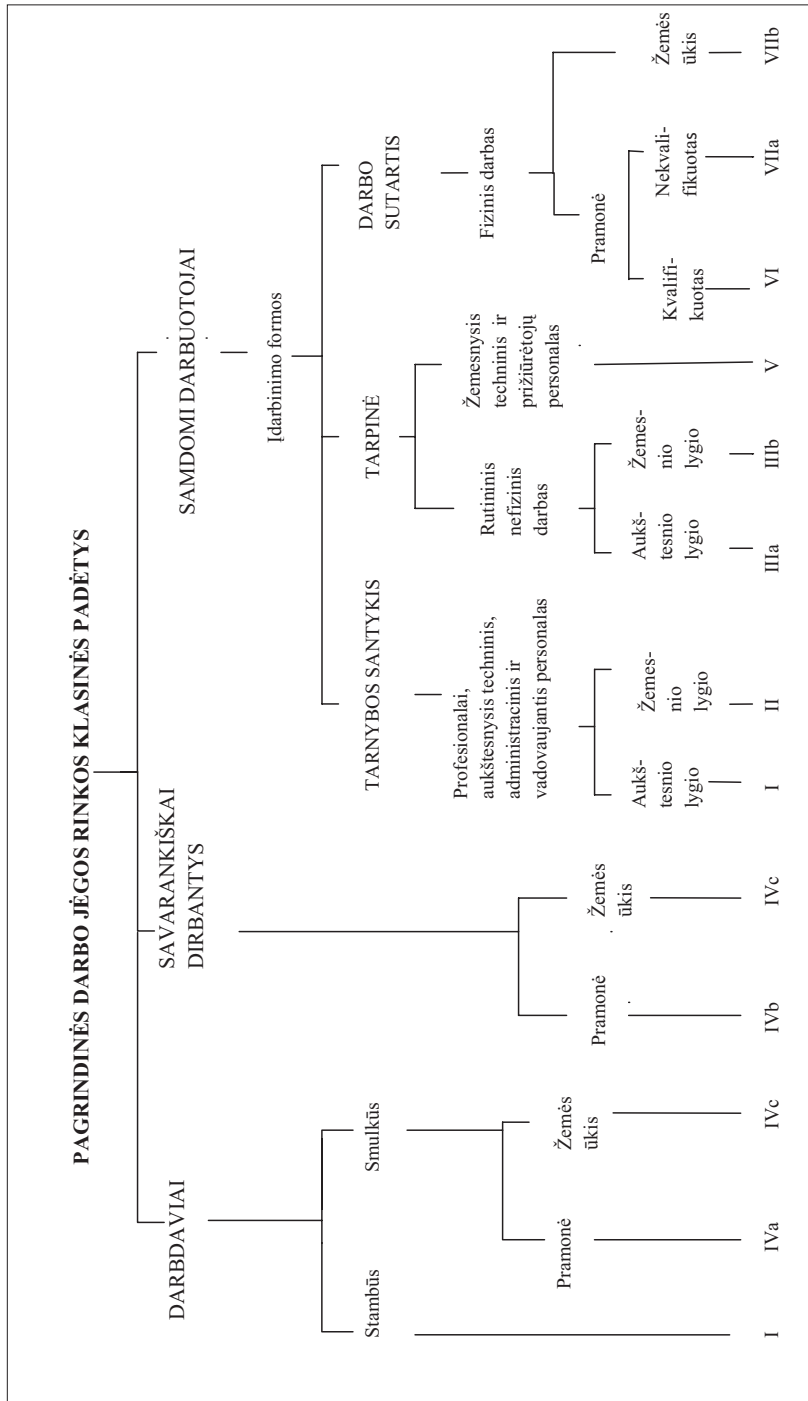 PAGRINDINĖS DARBO JĖGOS RINKOS KLASINĖS PADĖTYS
DARBDAVIAI
SAVARANKIŠKAI
DIRBANTYS
SAMDOMI DARBUOTOJAI
Įdarbinimo formos
Stambūs
Smulkūs
TARNYBOS SANTYKIS
TARPINĖ
DARBO
SUTARTIS
Profesionalai,
aukštesnysis techninis,
administracinis ir
vadovaujantis personalas
Rutininis
nefizinis
darbas
Žemesnysis
techninis ir
prižiūrėtojų
personalas
Fizinis darbas
Pramonė
Žemės
ūkis
Pramonė
Žemės
ūkis
Aukš-
tesnio
lygio
Žemes-
nio
lygio
Aukš-
tesnio
lygio
Žemes-
nio
lygio
Pramonė
Kvalifi-
kuotas
Nekvali-
fikuotas
Žemės
ūkis
I
IVa
IVc
IVb
IVc
I
II
IIIa
IIIb
V
VI
VIIa
VIIb